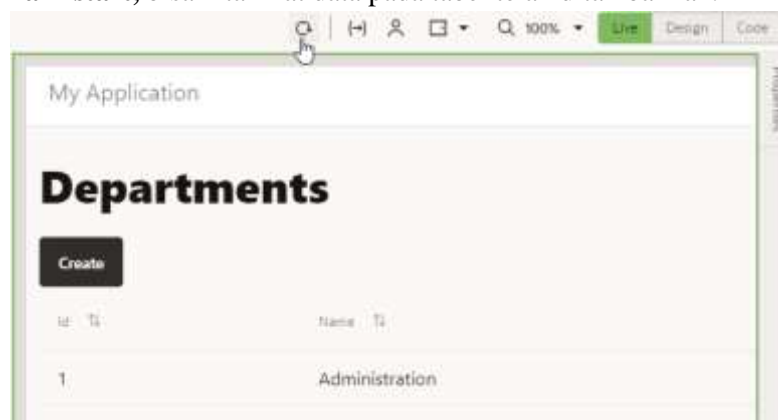 100% Live Design Code
My Application
Departments
Create
Id Name
1 Administration